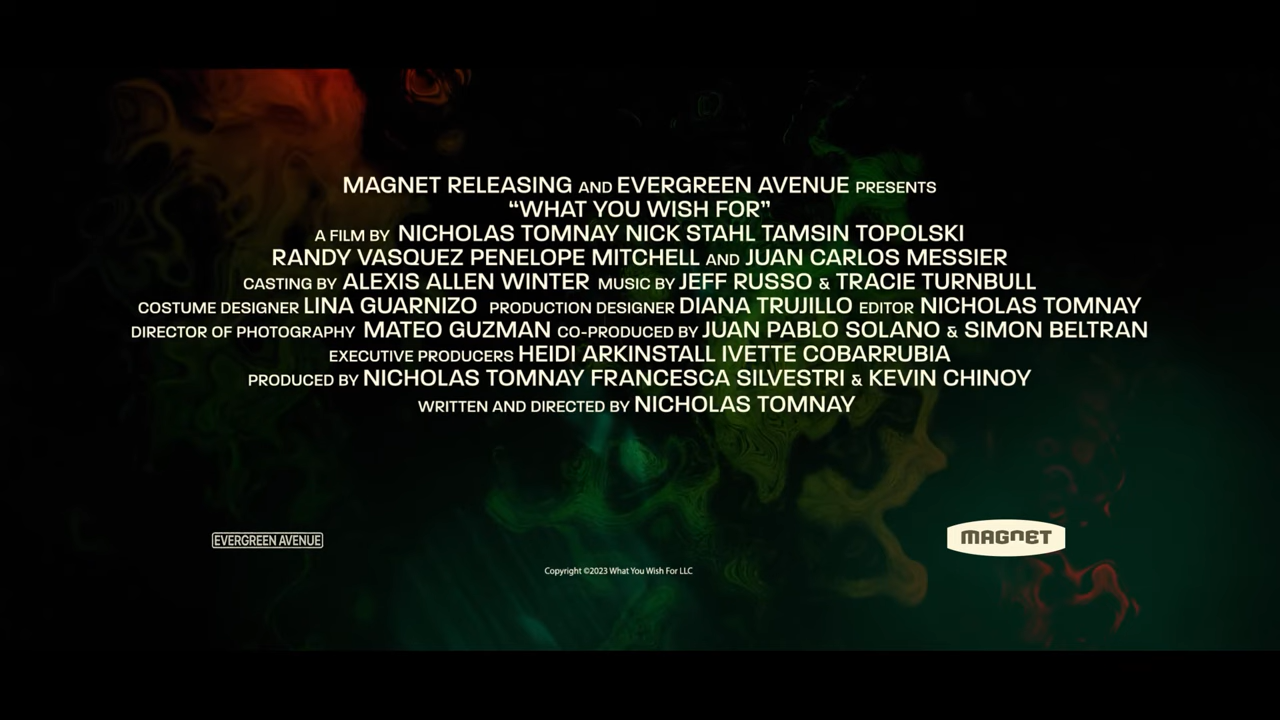 MAGNET RELEASING AND EVERGREEN AVENUE PRESENTS
“WHAT YOU WISH FOR”
A FILM BY NICHOLAS TOMNAY NICK STAHL TAMSIN TOPOLSKI
RANDY VASQUEZ PENELOPE MITCHELL AND JUAN CARLOS MESSIER
CASTING BY ALEXIS ALLEN WINTER MUSIC BY JEFF RUSSO & TRACIE TURNBULL
COSTUME DESIGNER LINA GUARNIZO PRODUCTION DESIGNER DIANA TRUJILLO EDITOR NICHOLAS TOMNAY
DIRECTOR OF PHOTOGRAPHY MATEO GUZMAN CO-PRODUCED BY JUAN PABLO SOLANO & SIMON BELTRAN
EXECUTIVE PRODUCERS HEIDI ARKINSTALL IVETTE COBARRUBIA
PRODUCED BY NICHOLAS TOMNAY FRANCESCA SILVESTRI & KEVIN CHINOY
WRITTEN AND DIRECTED BY NICHOLAS TOMNAY
EVERGREEN AVENUE
MAGNET
Copyright ©2023 What You Wish For LLC